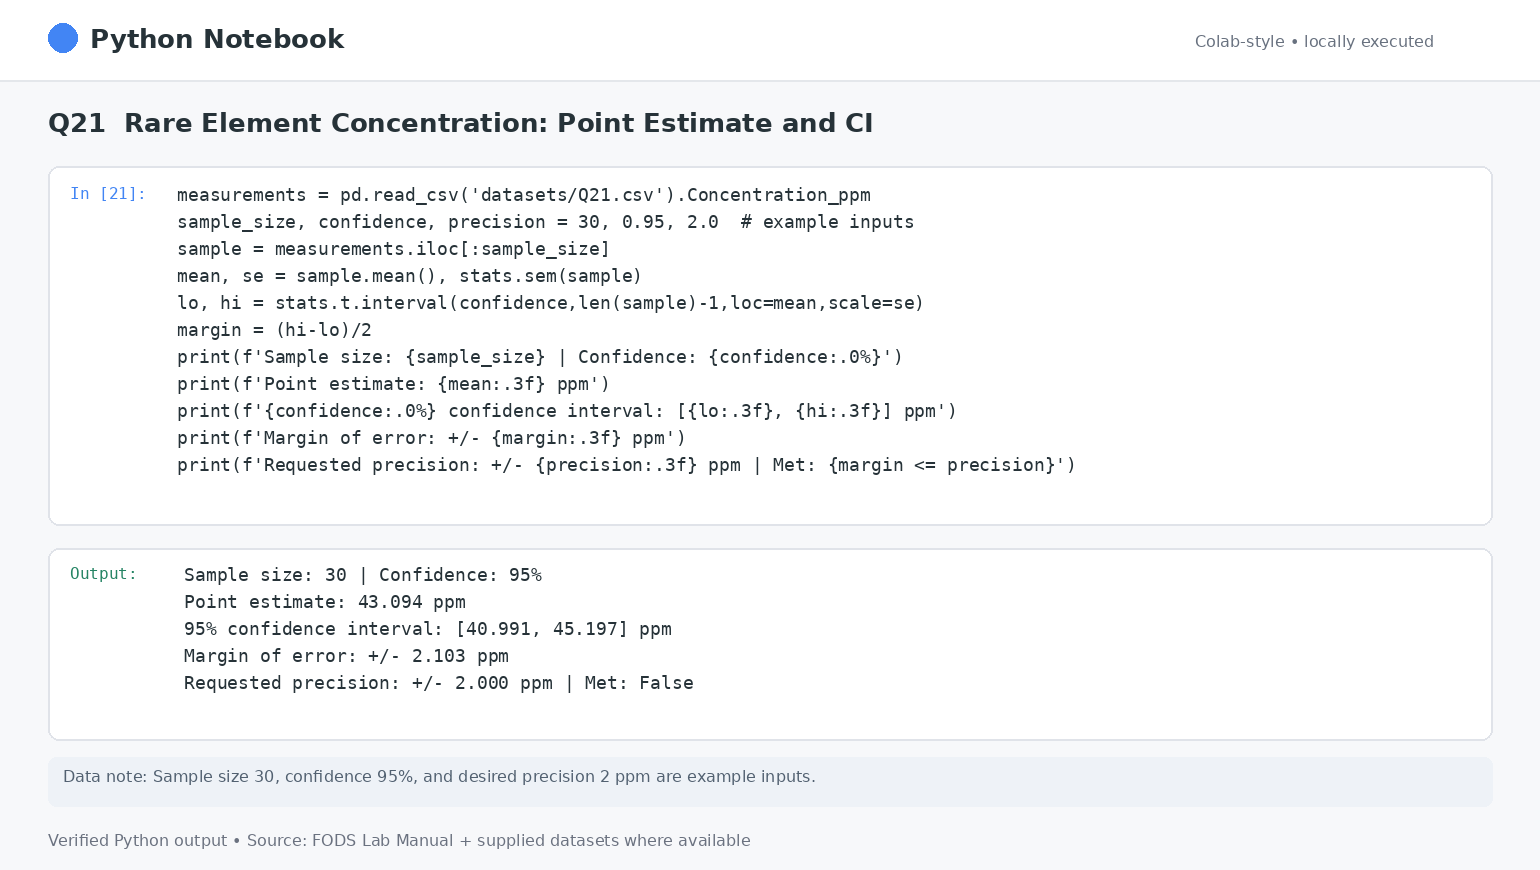 Python Notebook
Colab-style • locally executed
Q21  Rare Element Concentration: Point Estimate and CI
In [21]:
measurements = pd.read_csv('datasets/Q21.csv').Concentration_ppm
sample_size, confidence, precision = 30, 0.95, 2.0  # example inputs
sample = measurements.iloc[:sample_size]
mean, se = sample.mean(), stats.sem(sample)
lo, hi = stats.t.interval(confidence,len(sample)-1,loc=mean,scale=se)
margin = (hi-lo)/2
print(f'Sample size: {sample_size} | Confidence: {confidence:.0%}')
print(f'Point estimate: {mean:.3f} ppm')
print(f'{confidence:.0%} confidence interval: [{lo:.3f}, {hi:.3f}] ppm')
print(f'Margin of error: +/- {margin:.3f} ppm')
print(f'Requested precision: +/- {precision:.3f} ppm | Met: {margin <= precision}')
Output:
Sample size: 30 | Confidence: 95%
Point estimate: 43.094 ppm
95% confidence interval: [40.991, 45.197] ppm
Margin of error: +/- 2.103 ppm
Requested precision: +/- 2.000 ppm | Met: False
Data note: Sample size 30, confidence 95%, and desired precision 2 ppm are example inputs.
Verified Python output • Source: FODS Lab Manual + supplied datasets where available